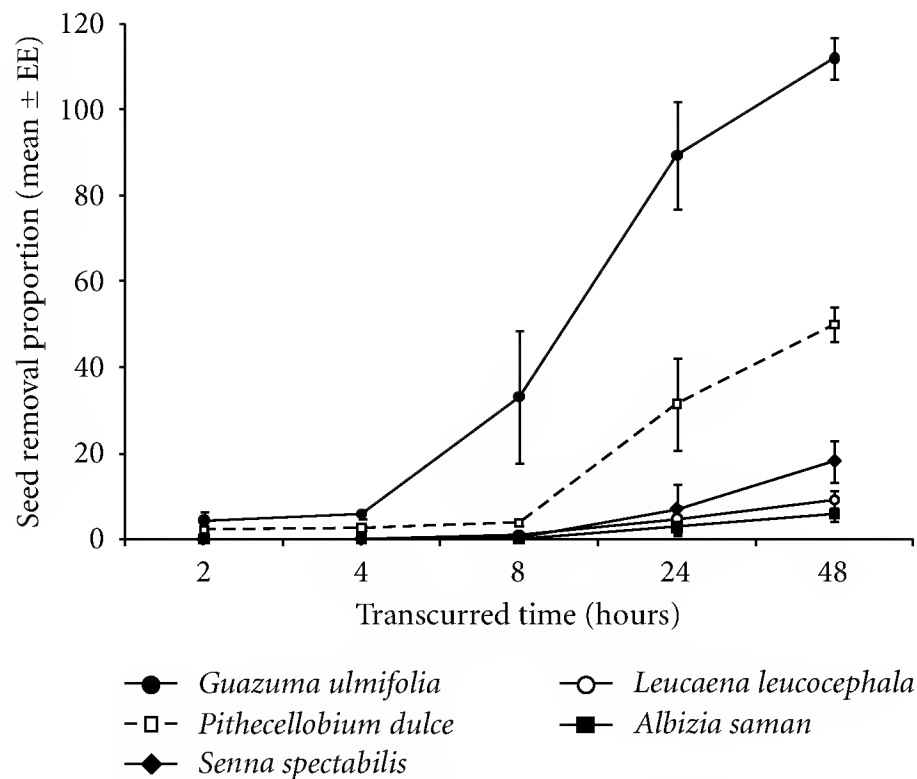 Seed removal proportion (mean ± EE)
120
100
80
60
40
20
0
2 4 8 24 48
Transcurred time (hours)
Guazuma ulmifolia
Pithecellobium dulce
Senna spectabilis
Leucaena leucocephala
Albizia saman